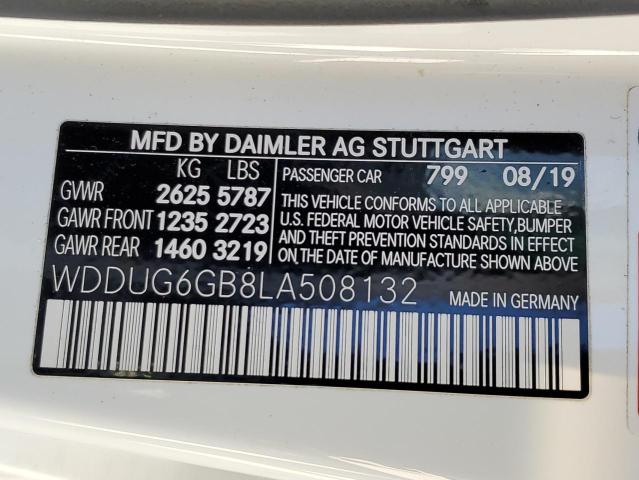 MFD BY DAIMLER AG STUTTGART
KG LBS
GVWR 2625 5787
GAWR FRONT 1235 2723
GAWR REAR 1460 3219
PASSENGER CAR 799 08/19
THIS VEHICLE CONFORMS TO ALL APPLICABLE
U.S. FEDERAL MOTOR VEHICLE SAFETY,BUMPER
AND THEFT PREVENTION STANDARDS IN EFFECT
ON,THE DATE OF MANUFACTURE SHOWN ABOVE
WDDUG6GB8LA508132
MADE IN GERMANY